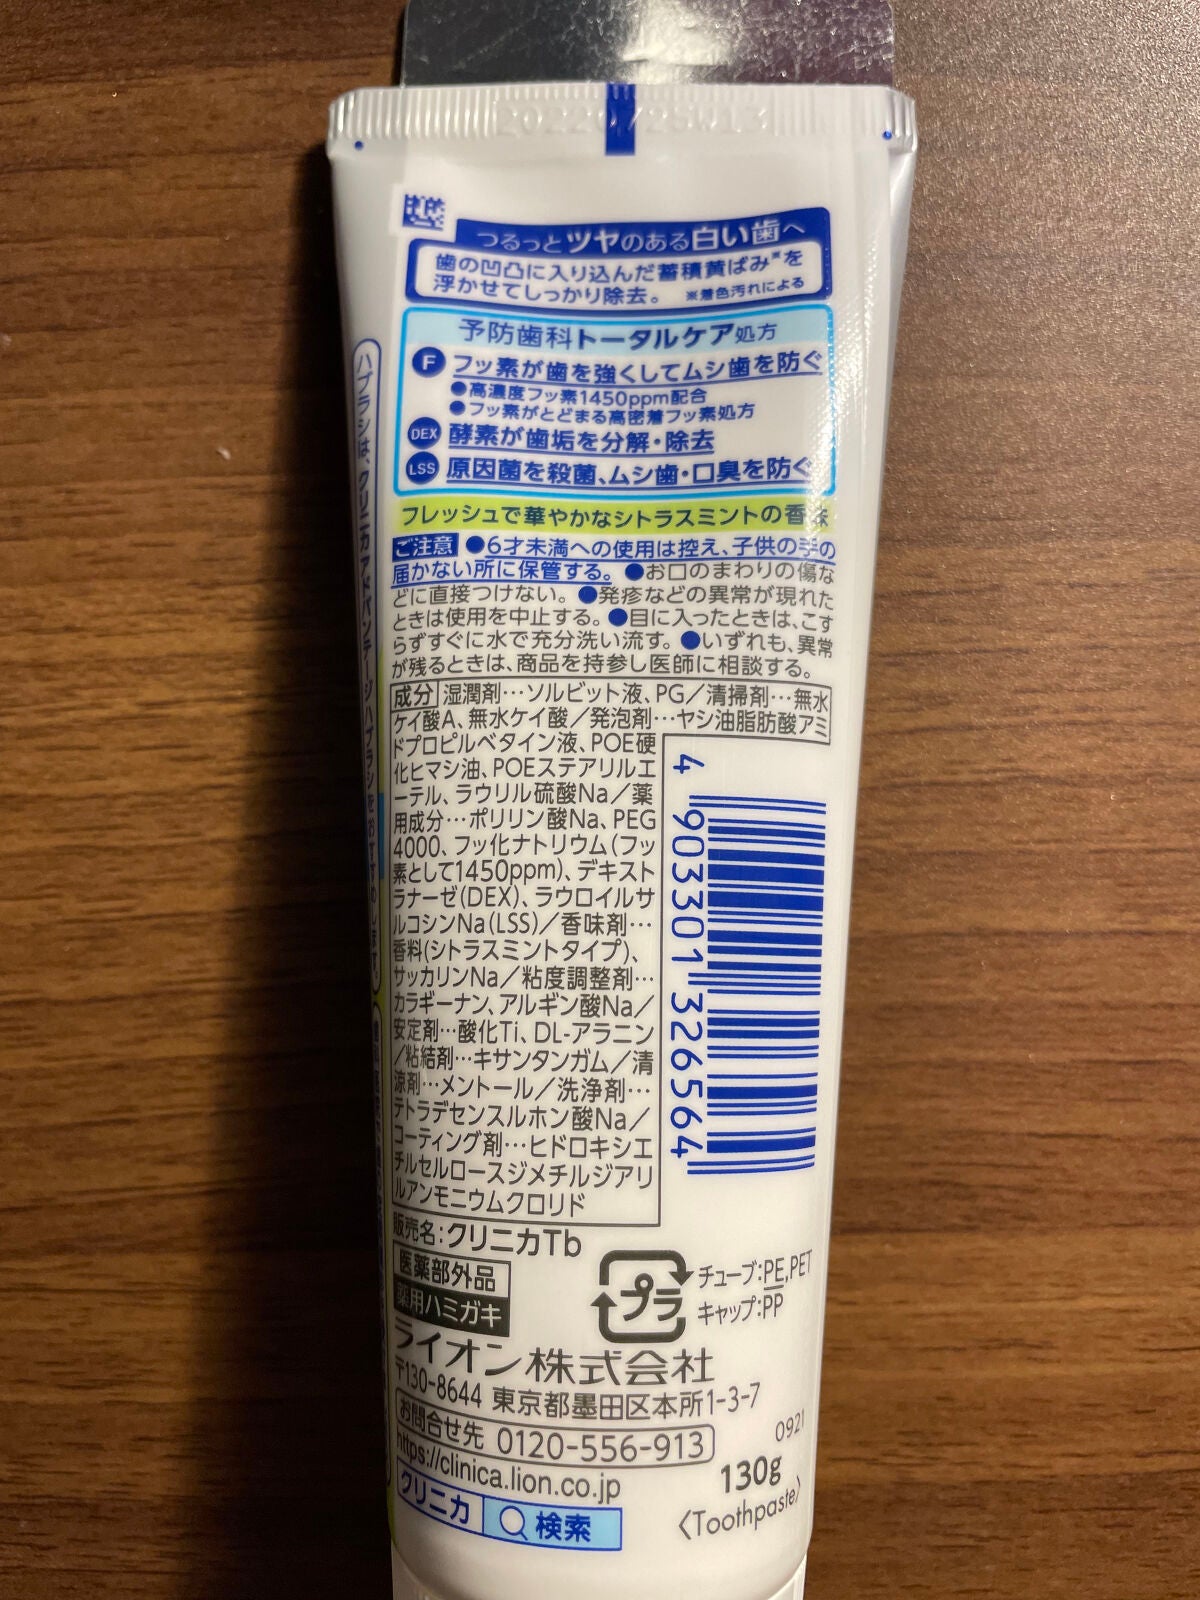 つるっとツヤのある白い歯へ
歯の凹凸に入り込んだ蓄積黄ばみ※を
浮かせてしっかり除去。 ※着色汚れによる
予防歯科トータルケア処方
F フッ素が歯を強くしてムシ歯を防ぐ
●高濃度フッ素1450ppm配合
●フッ素がとどまる高密着フッ素処方
DEX 酵素が歯垢を分解・除去
LSS 原因菌を殺菌、ムシ歯・口臭を防ぐ
フレッシュで華やかなシトラスミントの香味
ご注意 ●6才未満への使用は控え、子供の手の
届かない所に保管する。●お口のまわりの傷な
どに直接つけない。●発疹などの異常が現れた
ときは使用を中止する。●目に入ったときは、こす
らずすぐに水で充分洗い流す。●いずれも、異常
が残るときは、商品を持参し医師に相談する。
成分 湿潤剤…ソルビット液、PG／清掃剤…無水
ケイ酸A、無水ケイ酸／発泡剤…ヤシ油脂肪酸アミ
ドプロピルベタイン液、POE硬
化ヒマシ油、POEステアリルエ
ーテル、ラウリル硫酸Na／薬
用成分…ポリリン酸Na、PEG
4000、フッ化ナトリウム(フッ
素として1450ppm)、デキスト
ラナーゼ(DEX)、ラウロイルサ
ルコシンNa(LSS)／香味剤…
香料(シトラスミントタイプ)、
サッカリンNa／粘度調整剤…
カラギーナン、アルギン酸Na／
安定剤…酸化Ti、DL-アラニン
／粘結剤…キサンタンガム／清
涼剤…メントール／洗浄剤…
テトラデセンスルホン酸Na／
コーティング剤…ヒドロキシエ
チルセルロースジメチルジアリ
ルアンモニウムクロリド
4 903301 326564
販売名：クリニカTb
医薬部外品
薬用ハミガキ
プラ
チューブ：PE,PET
キャップ：PP
ライオン株式会社
〒130-8644 東京都墨田区本所1-3-7
お問合せ先 0120-556-913
https://clinica.lion.co.jp
クリニカ 検索
0921
130g
〈Toothpaste〉
ハブラシは、クリニカアドバンテージハブラシをおすすめします。